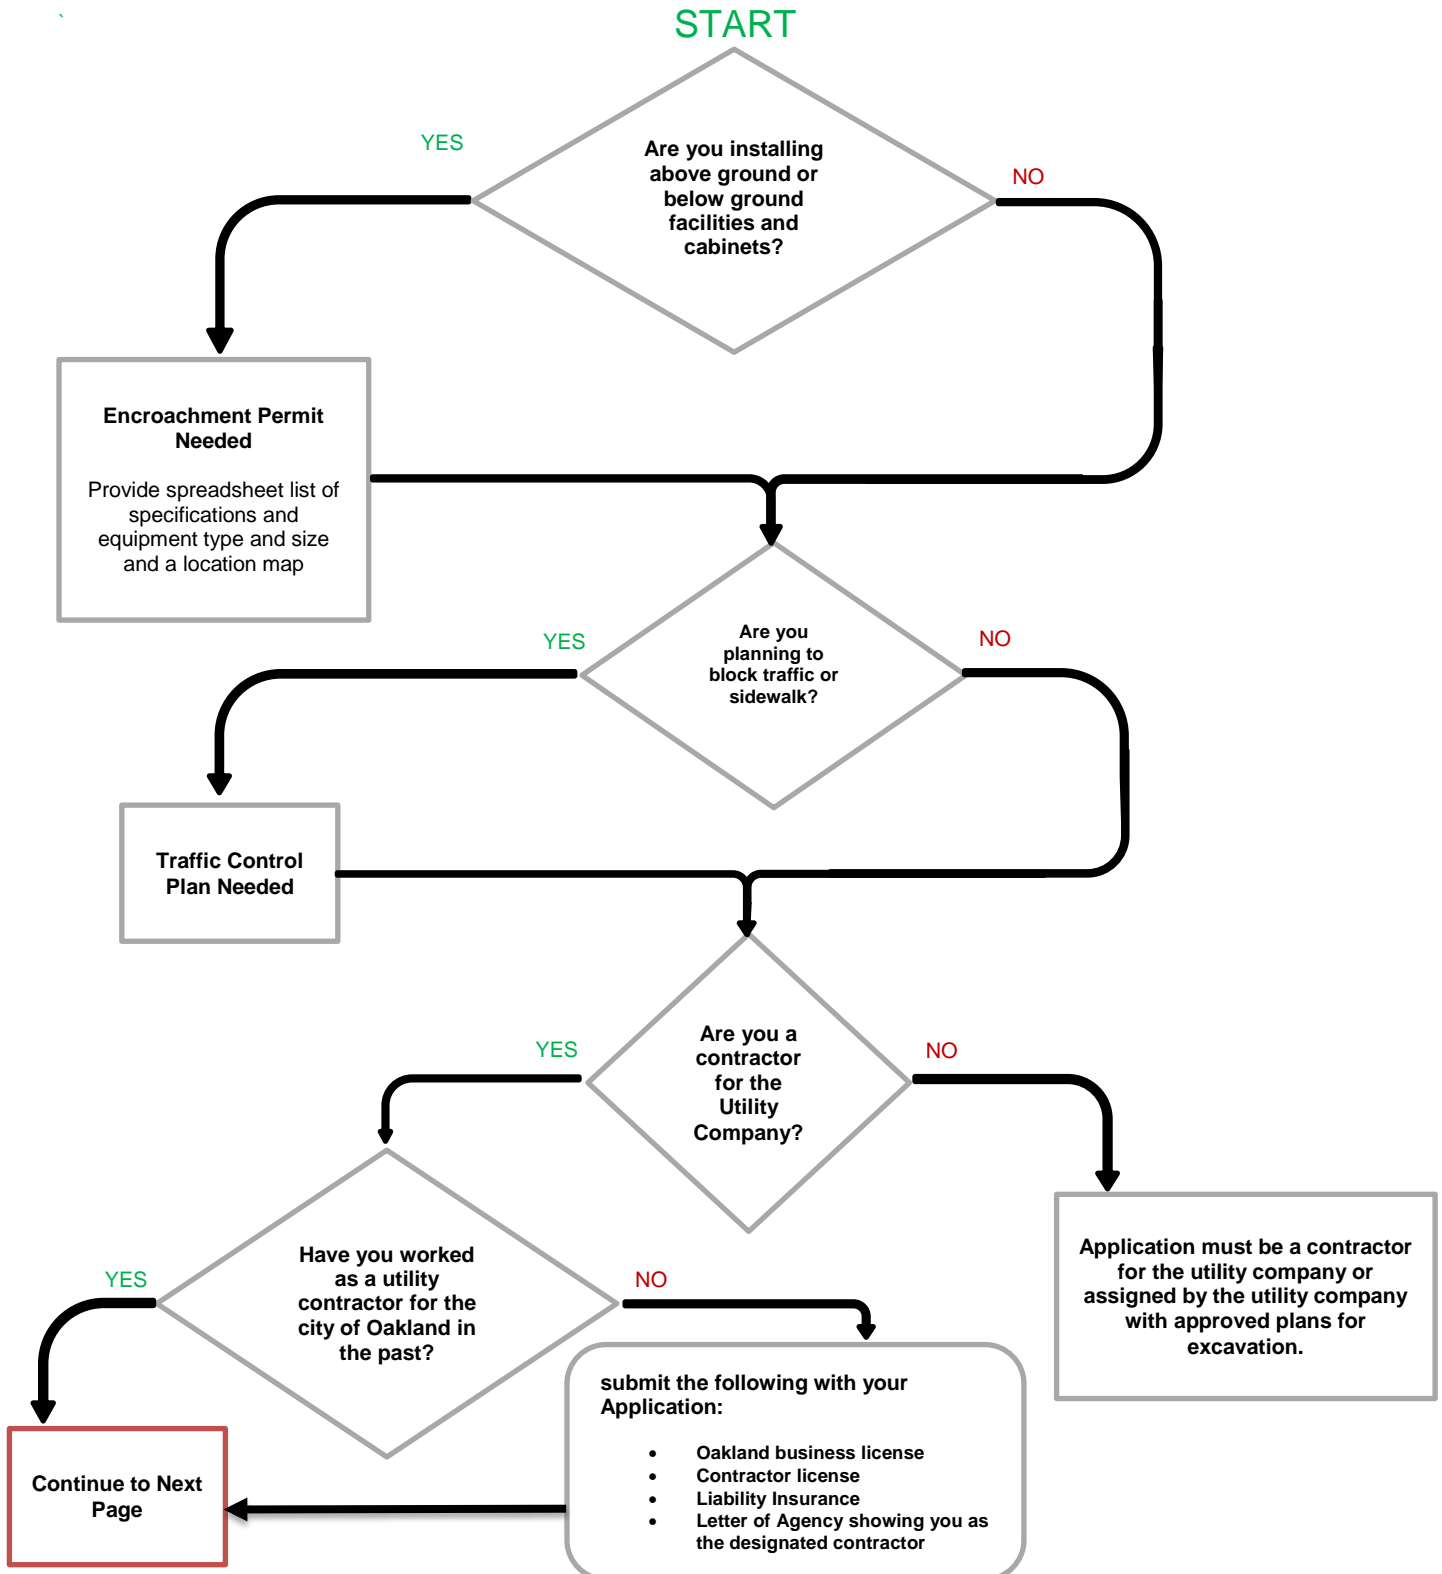 `
START
YES
Are you installing
above ground or
below ground
facilities and
cabinets?
NO
Encroachment Permit
Needed
Provide spreadsheet list of
specifications and
equipment type and size
and a location map
YES
Are you
planning to
block traffic or
sidewalk?
NO
Traffic Control
Plan Needed
YES
Are you a
contractor
for the
Utility
Company?
NO
YES
Have you worked
as a utility
contractor for the
city of Oakland in
the past?
NO
Application must be a contractor
for the utility company or
assigned by the utility company
with approved plans for
excavation.
submit the following with your
Application:
• Oakland business license
• Contractor license
• Liability Insurance
• Letter of Agency showing you as
the designated contractor
Continue to Next
Page